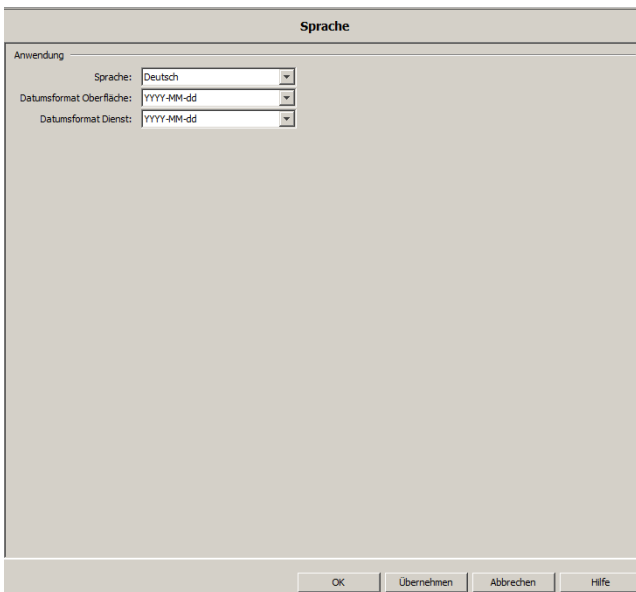 Sprache
Anwendung
Sprache: Deutsch
Datumsformat Oberfläche: YYYY-MM-dd
Datumsformat Dienst: YYYY-MM-dd
OK Übernehmen Abbrechen Hilfe